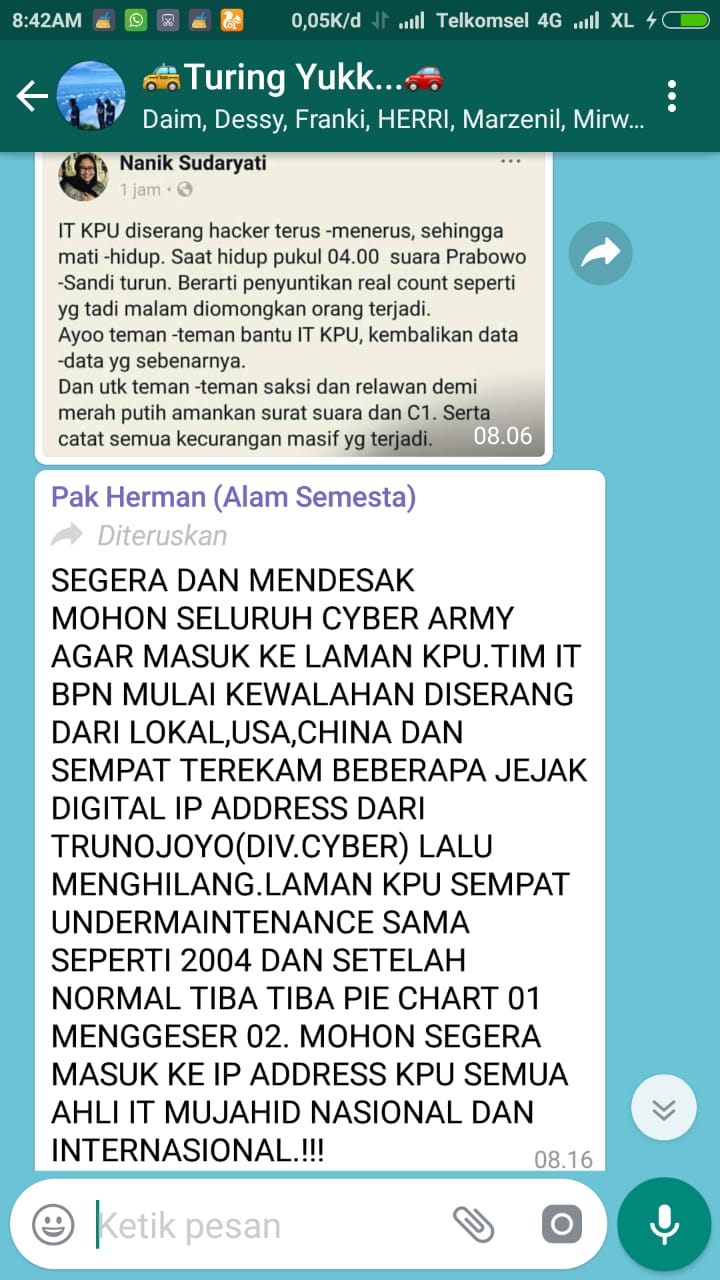 8:42AM 0,05K/d Telkomsel 4G XL
🚕Turing Yukk...🚗
Daim, Dessy, Franki, HERRI, Marzenil, Mirw...
Nanik Sudaryati
1 jam
IT KPU diserang hacker terus -menerus, sehingga
mati -hidup. Saat hidup pukul 04.00 suara Prabowo
-Sandi turun. Berarti penyuntikan real count seperti
yg tadi malam diomongkan orang terjadi.
Ayoo teman -teman bantu IT KPU, kembalikan data
-data yg sebenarnya.
Dan utk teman -teman saksi dan relawan demi
merah putih amankan surat suara dan C1. Serta
catat semua kecurangan masif yg terjadi. 08.06
Pak Herman (Alam Semesta)
Diteruskan
SEGERA DAN MENDESAK
MOHON SELURUH CYBER ARMY
AGAR MASUK KE LAMAN KPU.TIM IT
BPN MULAI KEWALAHAN DISERANG
DARI LOKAL,USA,CHINA DAN
SEMPAT TEREKAM BEBERAPA JEJAK
DIGITAL IP ADDRESS DARI
TRUNOJOYO(DIV.CYBER) LALU
MENGHILANG.LAMAN KPU SEMPAT
UNDERMAINTENANCE SAMA
SEPERTI 2004 DAN SETELAH
NORMAL TIBA TIBA PIE CHART 01
MENGGESER 02. MOHON SEGERA
MASUK KE IP ADDRESS KPU SEMUA
AHLI IT MUJAHID NASIONAL DAN
INTERNASIONAL.!!! 08.16
Ketik pesan